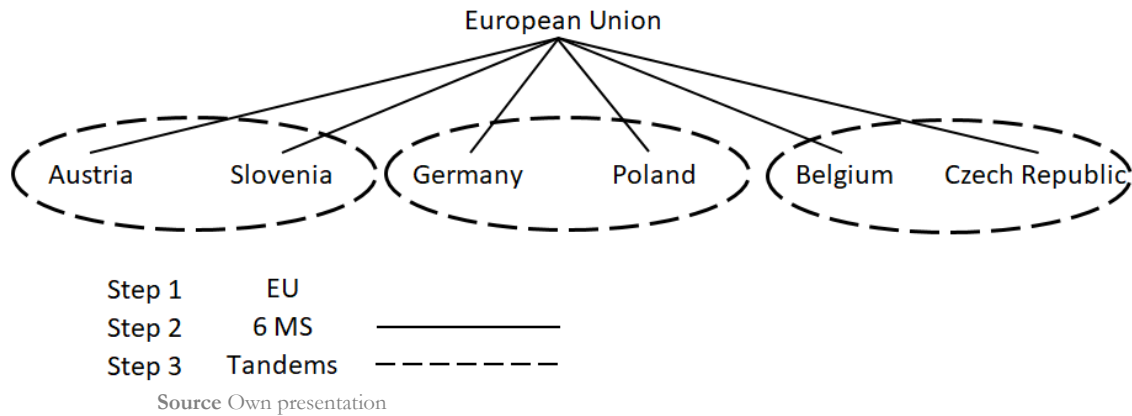 European Union
Austria Slovenia Germany Poland Belgium Czech Republic
Step 1 EU
Step 2 6 MS
Step 3 Tandems
Source Own presentation